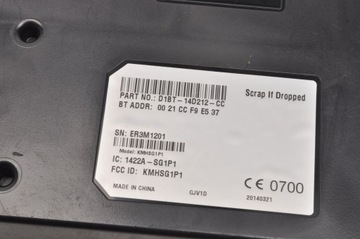 PART NO.: D1BT-14D212-CC
Scrap If Dropped
BT ADDR: 00 21 CC F9 E5 37
SN: ER3M1201
Model: KMHSG1P1
IC: 1422A-SG1P1
FCC ID: KMHSG1P1
CE 0700
MADE IN CHINA
GJV1D
20140321